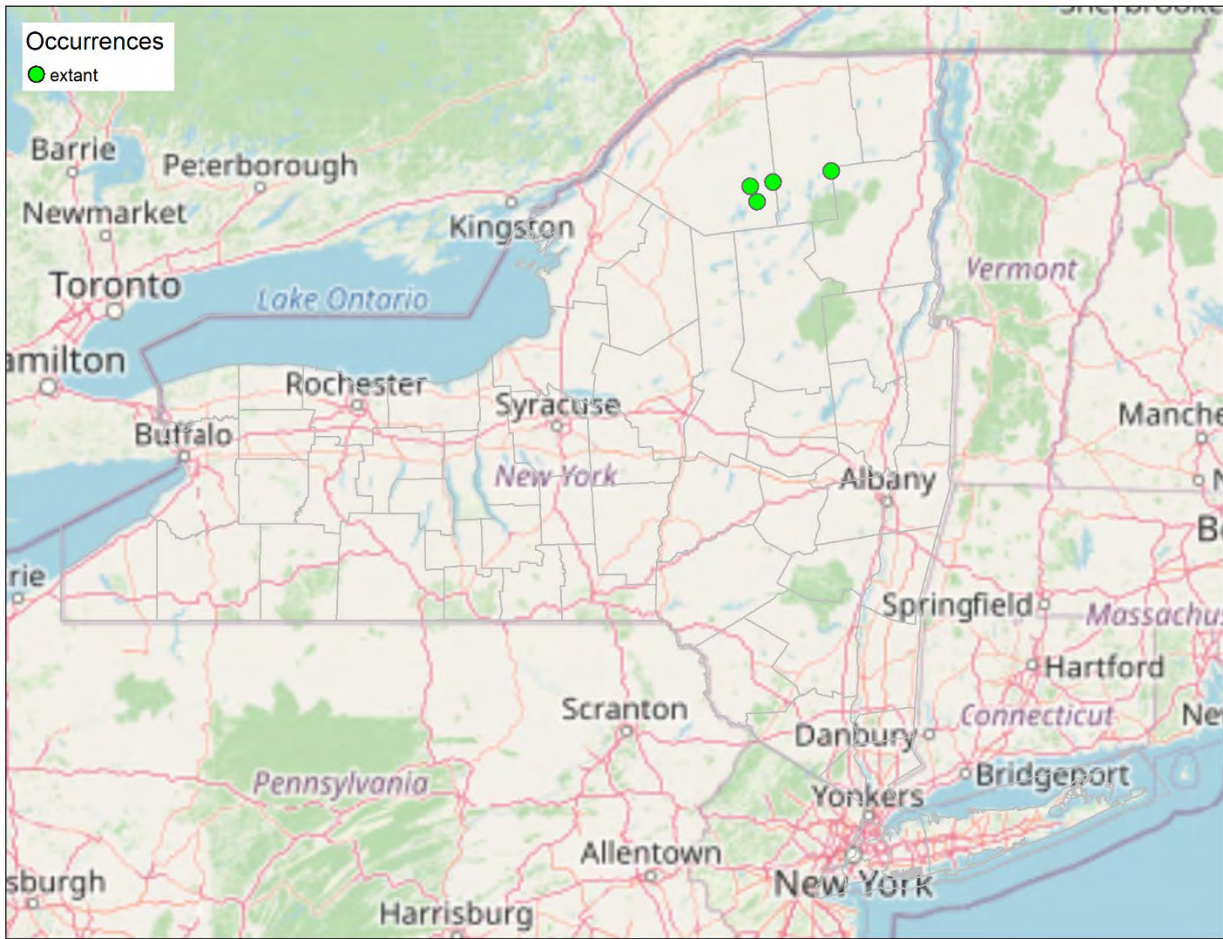 Occurrences
extant
Sherbrooke
Barrie
Peterborough
Newmarket
Kingston
Toronto
Lake Ontario
Vermont
amilton
Rochester
Syracuse
Manche
Buffalo
New York
Albany
N
Bo
rie
Springfield
Massachus
Hartford
Scranton
Connecticut
Ne
Danbury
Bridgeport
Pennsylvania
Yonkers
Allentown
New York
sburgh
Harrisburg